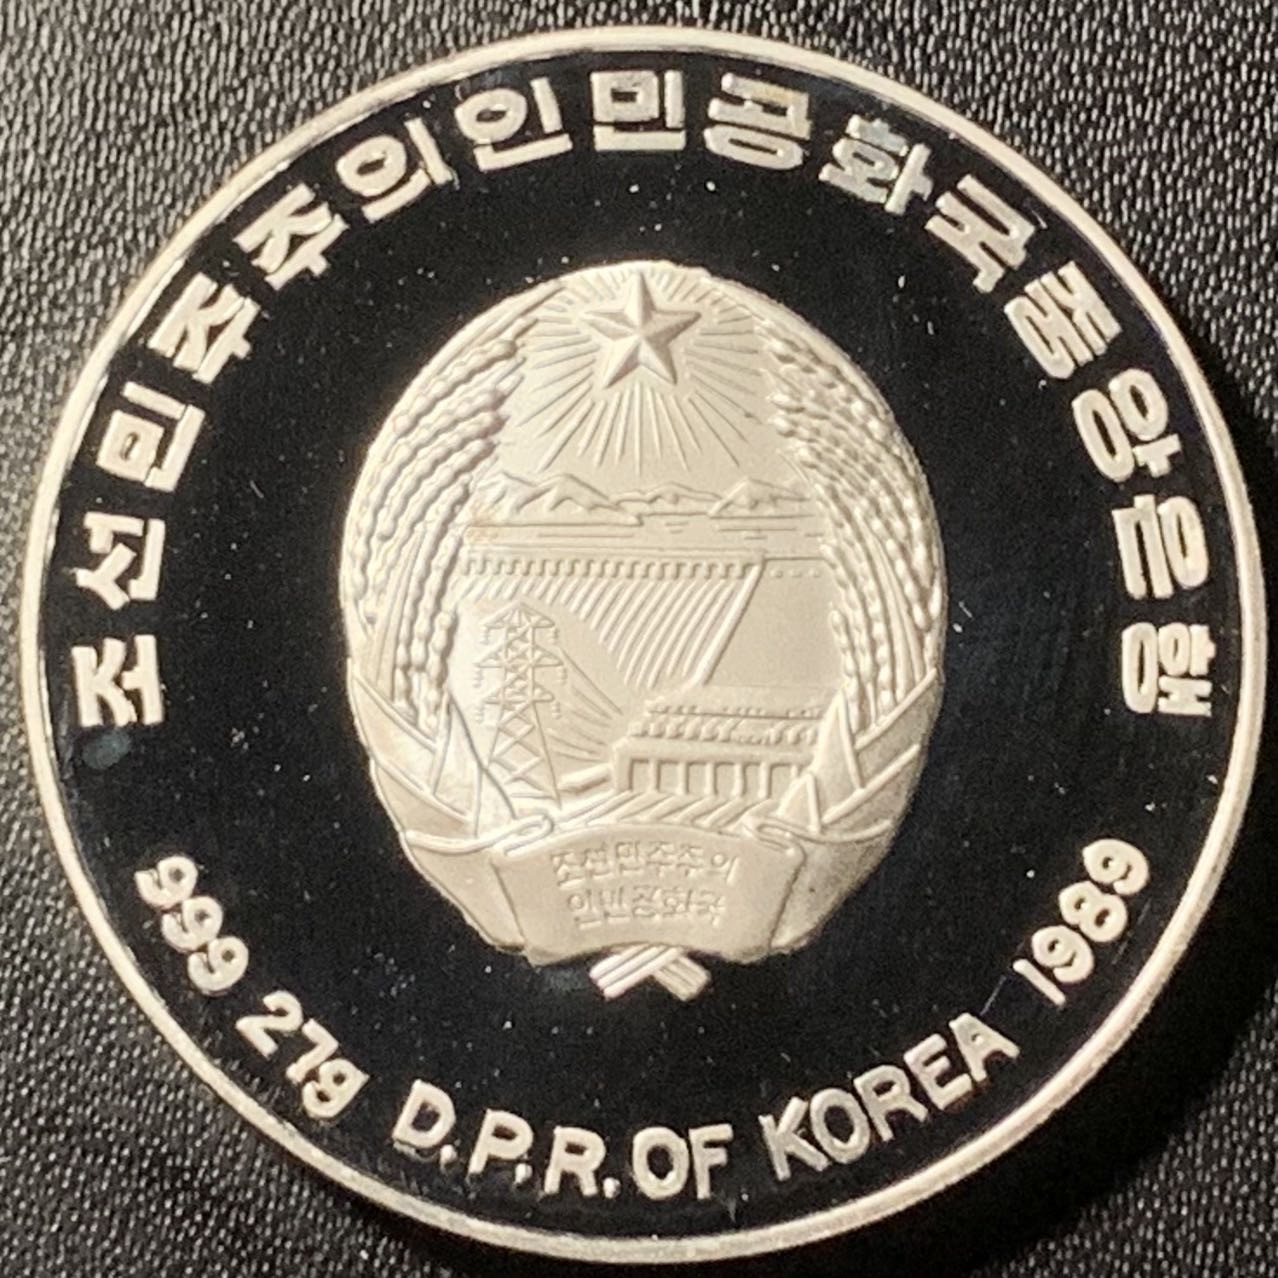 조선민주주의인민공화국중앙은행
조선민주주의
인민공화국
999 27g D.P.R. OF KOREA 1989